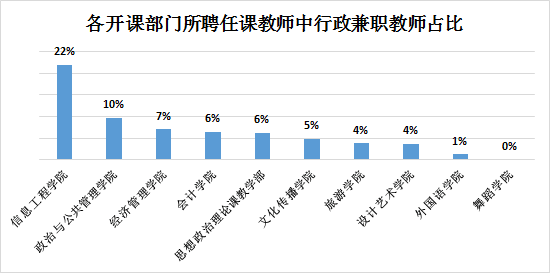 各开课部门所聘任课教师中行政兼职教师占比
22%
10%
7%
6%
6%
5%
4%
4%
1%
0%
信息工程学院
政治与公共管理学院
经济管理学院
会计学院
思想政治理论课教学部
文化传播学院
旅游学院
设计艺术学院
外国语学院
舞蹈学院